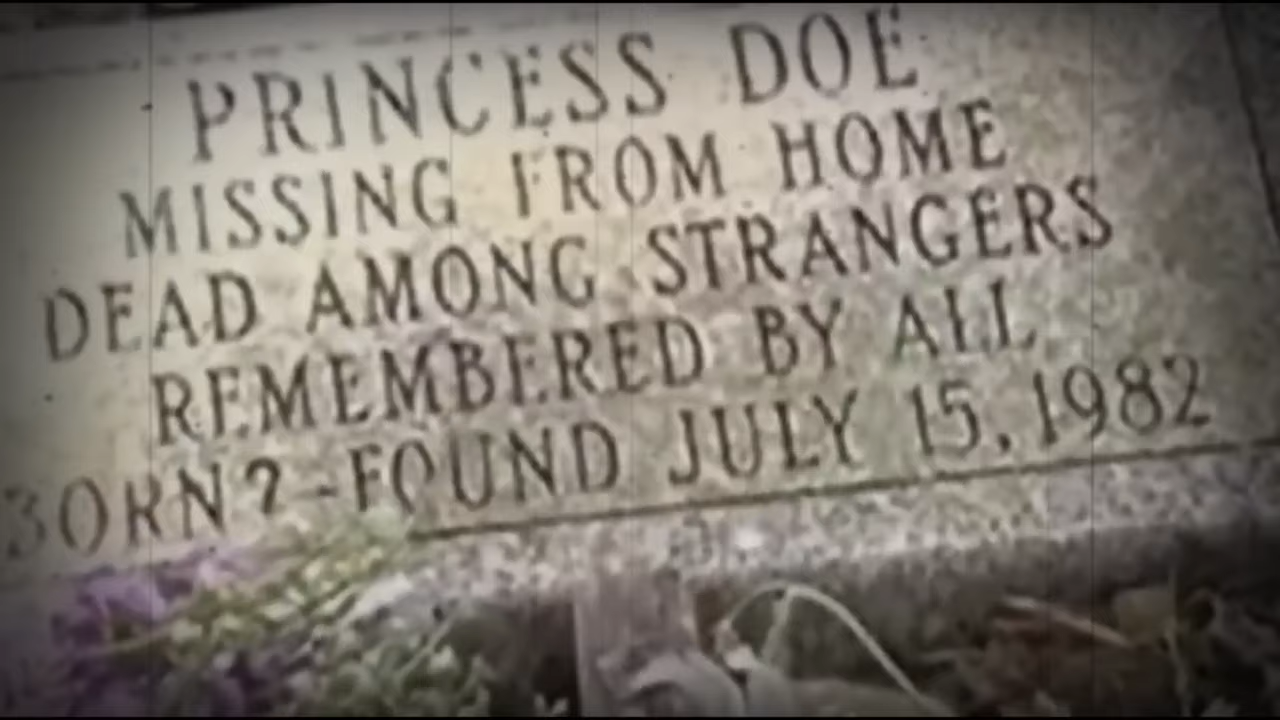 PRINCESS DOE
MISSING FROM HOME
DEAD AMONG STRANGERS
REMEMBERED BY ALL
BORN? - FOUND JULY 15, 1982